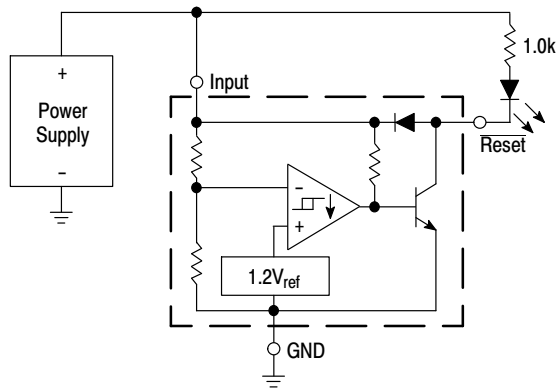 1.0k
Input
+
Power
Supply
-
Reset
-
+
1.2Vref
GND